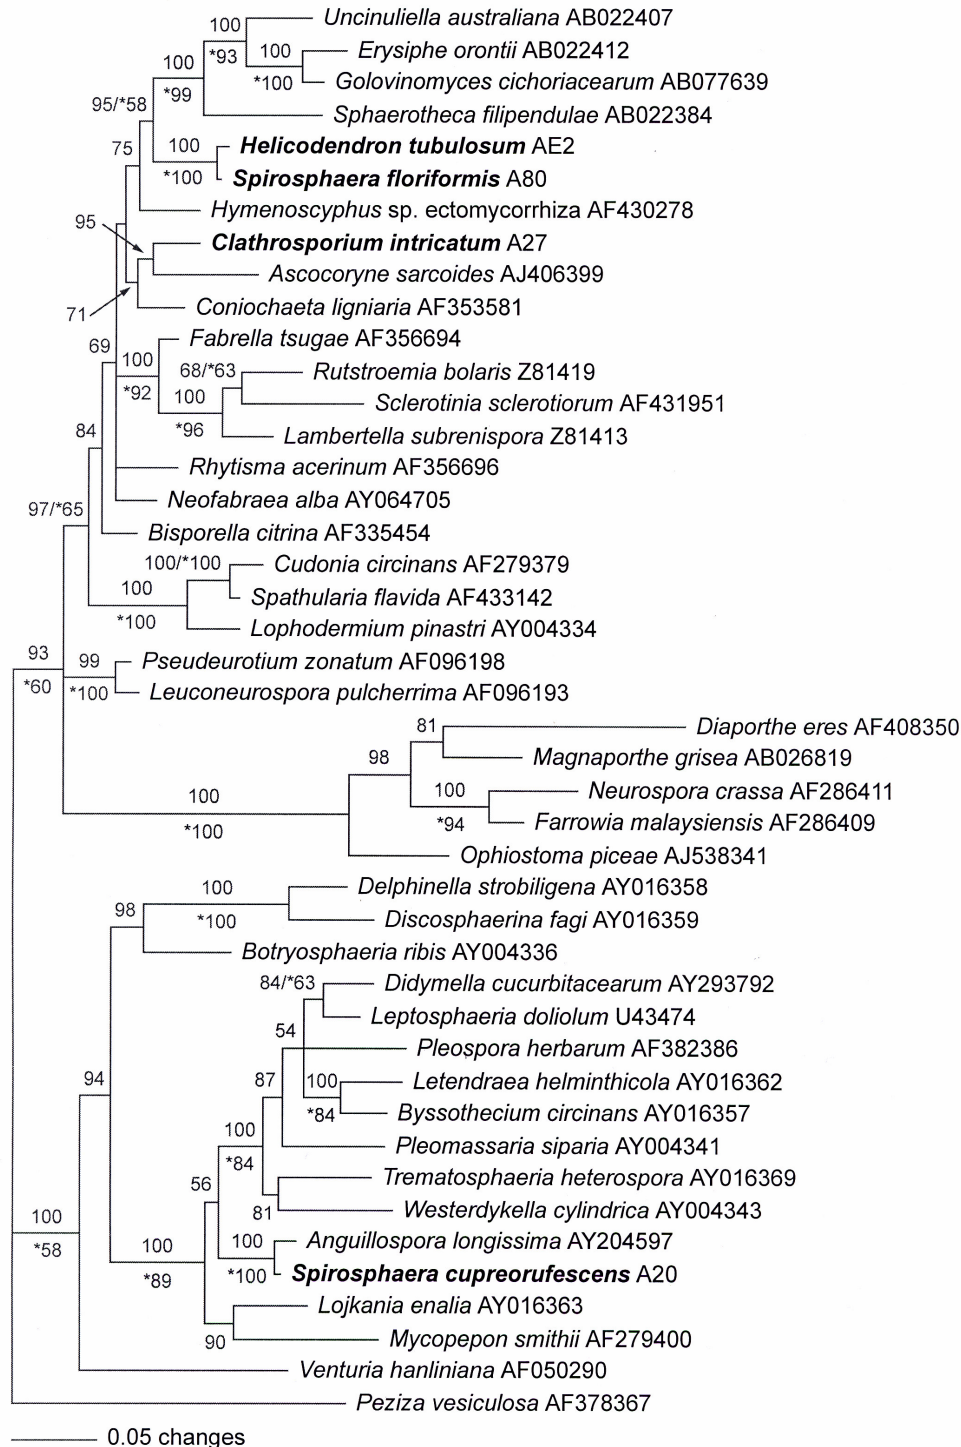 100
Uncinuliella australiana AB022407
*93
100
Erysiphe orontii AB022412
*100
Golovinomyces cichoriacearum AB077639
100
*99
Sphaerotheca filipendulae AB022384
95/*58
100
Helicodendron tubulosum AE2
*100
Spirosphaera floriformis A80
75
Hymenoscyphus sp. ectomycorrhiza AF430278
95
Clathrosporium intricatum A27
Ascocoryne sarcoides AJ406399
71
Coniochaeta ligniaria AF353581
69
Fabrella tsugae AF356694
100
*92
68/*63
Rutstroemia bolaris Z81419
100
Sclerotinia sclerotiorum AF431951
*96
Lambertella subrenispora Z81413
84
Rhytisma acerinum AF356696
Neofabraea alba AY064705
97/*65
Bisporella citrina AF335454
100/*100
Cudonia circinans AF279379
100
Spathularia flavida AF433142
*100
Lophodermium pinastri AY004334
93
*60
99
Pseudeurotium zonatum AF096198
*100
Leuconeurospora pulcherrima AF096193
81
Diaporthe eres AF408350
98
Magnaporthe grisea AB026819
100
Neurospora crassa AF286411
*94
Farrowia malaysiensis AF286409
100
*100
Ophiostoma piceae AJ538341
100
Delphinella strobiligena AY016358
98
*100
Discosphaerina fagi AY016359
Botryosphaeria ribis AY004336
84/*63
Didymella cucurbitacearum AY293792
Leptosphaeria doliolum U43474
54
Pleospora herbarum AF382386
94
87
100
Letendraea helminthicola AY016362
*84
Byssothecium circinans AY016357
100
*84
Pleomassaria siparia AY004341
Trematosphaeria heterospora AY016369
56
81
Westerdykella cylindrica AY004343
100
*58
100
*89
100
Anguillospora longissima AY204597
*100
Spirosphaera cupreorufescens A20
Lojkania enalia AY016363
90
Mycopepon smithii AF279400
Venturia hanliniana AF050290
Peziza vesiculosa AF378367
0.05 changes